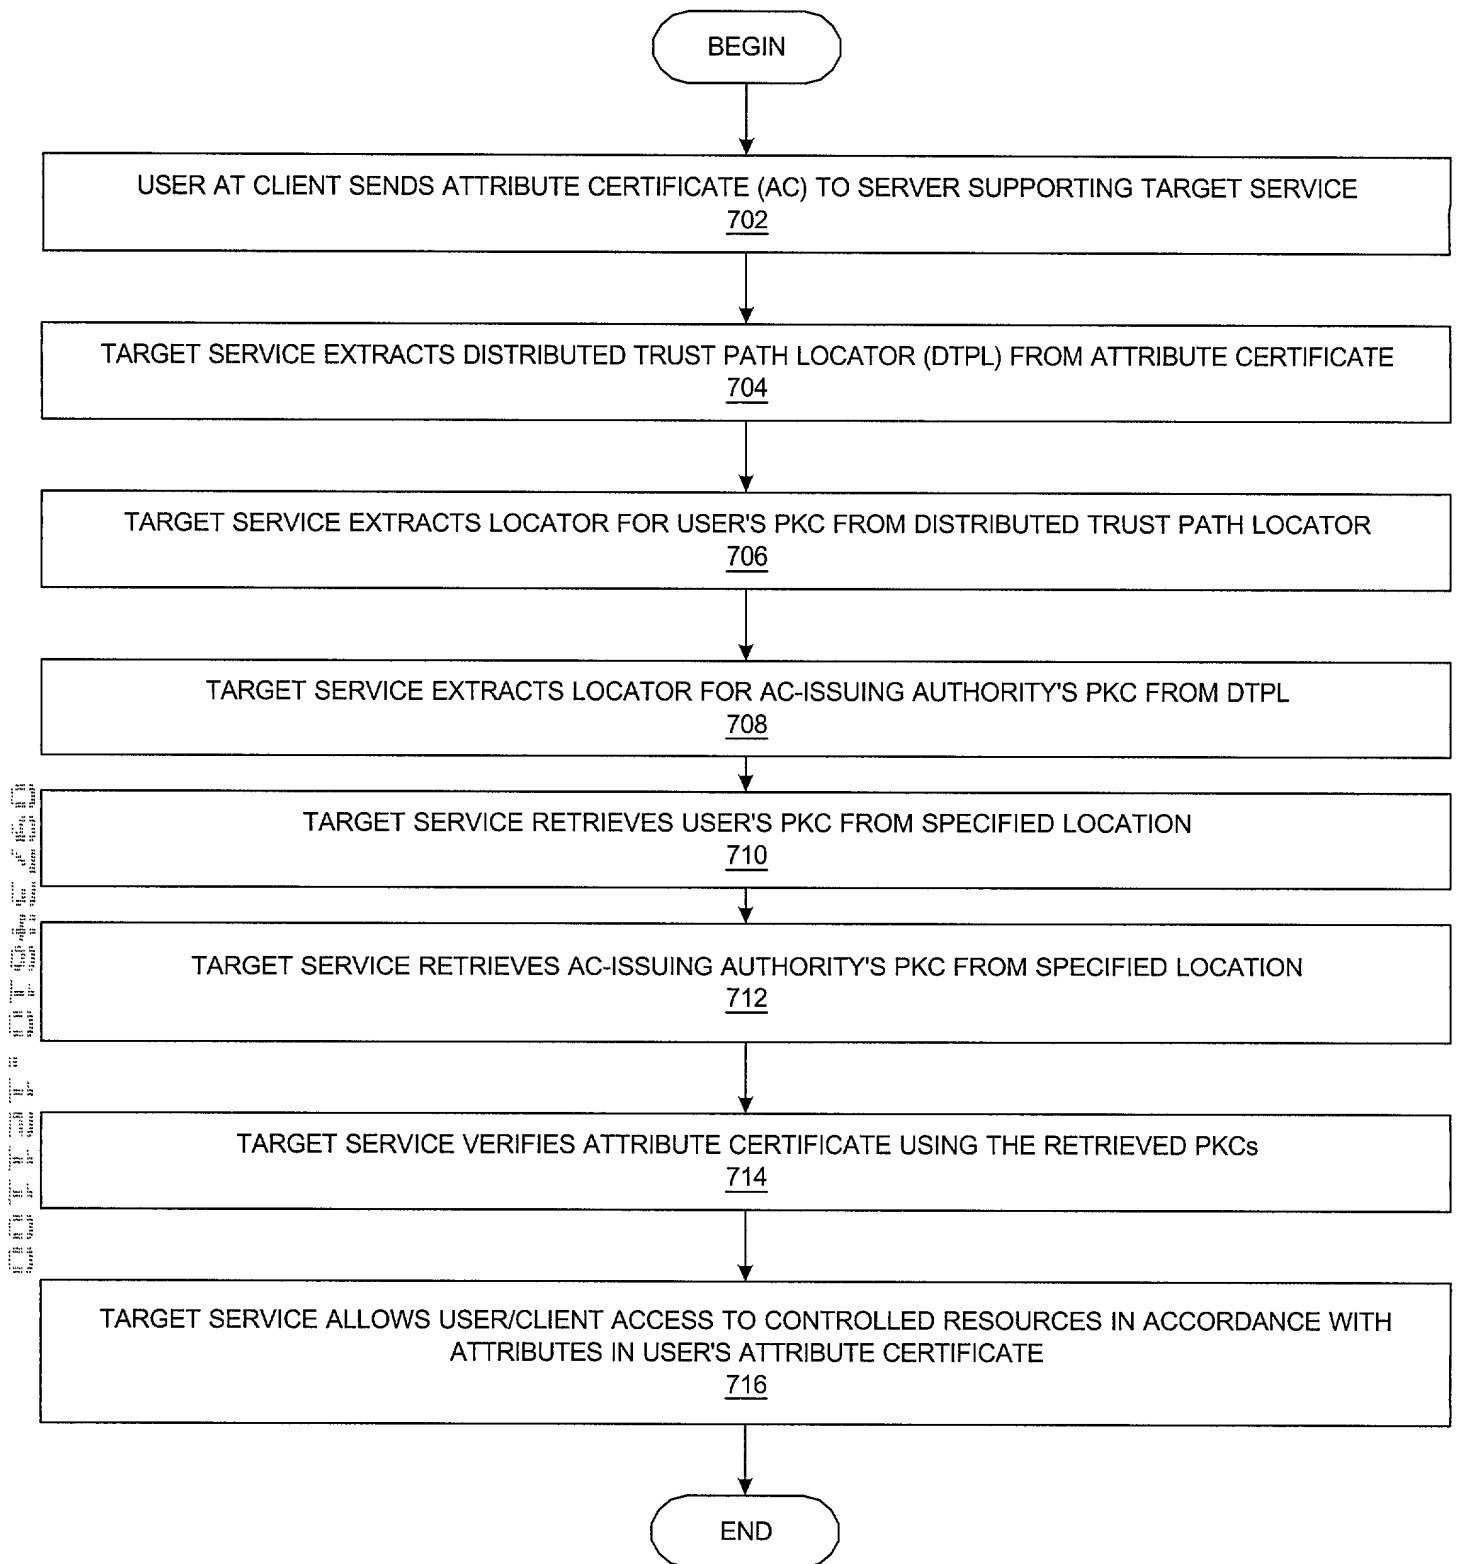 BEGIN
USER AT CLIENT SENDS ATTRIBUTE CERTIFICATE (AC) TO SERVER SUPPORTING TARGET SERVICE
702
TARGET SERVICE EXTRACTS DISTRIBUTED TRUST PATH LOCATOR (DTPL) FROM ATTRIBUTE CERTIFICATE
704
TARGET SERVICE EXTRACTS LOCATOR FOR USER'S PKC FROM DISTRIBUTED TRUST PATH LOCATOR
706
TARGET SERVICE EXTRACTS LOCATOR FOR AC-ISSUING AUTHORITY'S PKC FROM DTPL
708
TARGET SERVICE RETRIEVES USER'S PKC FROM SPECIFIED LOCATION
710
TARGET SERVICE RETRIEVES AC-ISSUING AUTHORITY'S PKC FROM SPECIFIED LOCATION
712
TARGET SERVICE VERIFIES ATTRIBUTE CERTIFICATE USING THE RETRIEVED PKCs
714
TARGET SERVICE ALLOWS USER/CLIENT ACCESS TO CONTROLLED RESOURCES IN ACCORDANCE WITH
ATTRIBUTES IN USER'S ATTRIBUTE CERTIFICATE
716
END